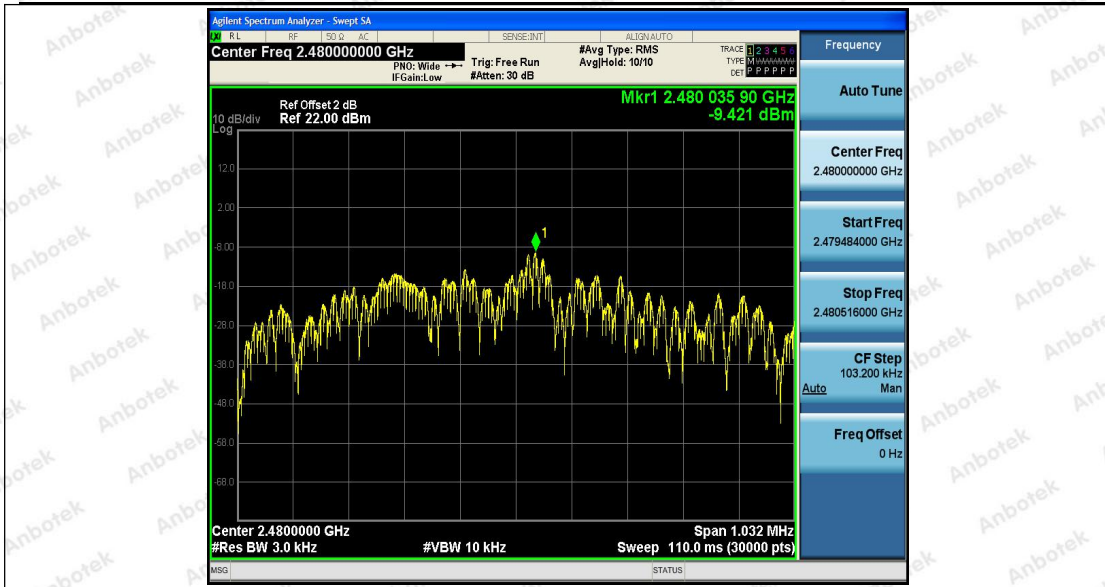 Agilent Spectrum Analyzer - Swept SA
RL RF 50 Ω AC SENSE:INT ALIGN AUTO
Center Freq 2.480000000 GHz
PNO: Wide
IFGain:Low
Trig: Free Run
#Atten: 30 dB
#Avg Type: RMS
Avg|Hold: 10/10
TRACE 1 2 3 4 5 6
TYPE M
DET P P P P P P
Ref Offset 2 dB
Ref 22.00 dBm
10 dB/div
Log
Mkr1 2.480 035 90 GHz
-9.421 dBm
12.0
2.00
-8.00
-18.0
-28.0
-38.0
-48.0
-58.0
-68.0
1
Center 2.4800000 GHz
Span 1.032 MHz
#Res BW 3.0 kHz
#VBW 10 kHz
Sweep 110.0 ms (30000 pts)
MSG
STATUS
Frequency
Auto Tune
Center Freq
2.480000000 GHz
Start Freq
2.479484000 GHz
Stop Freq
2.480516000 GHz
CF Step
103.200 kHz
Auto Man
Freq Offset
0 Hz
Anbotek